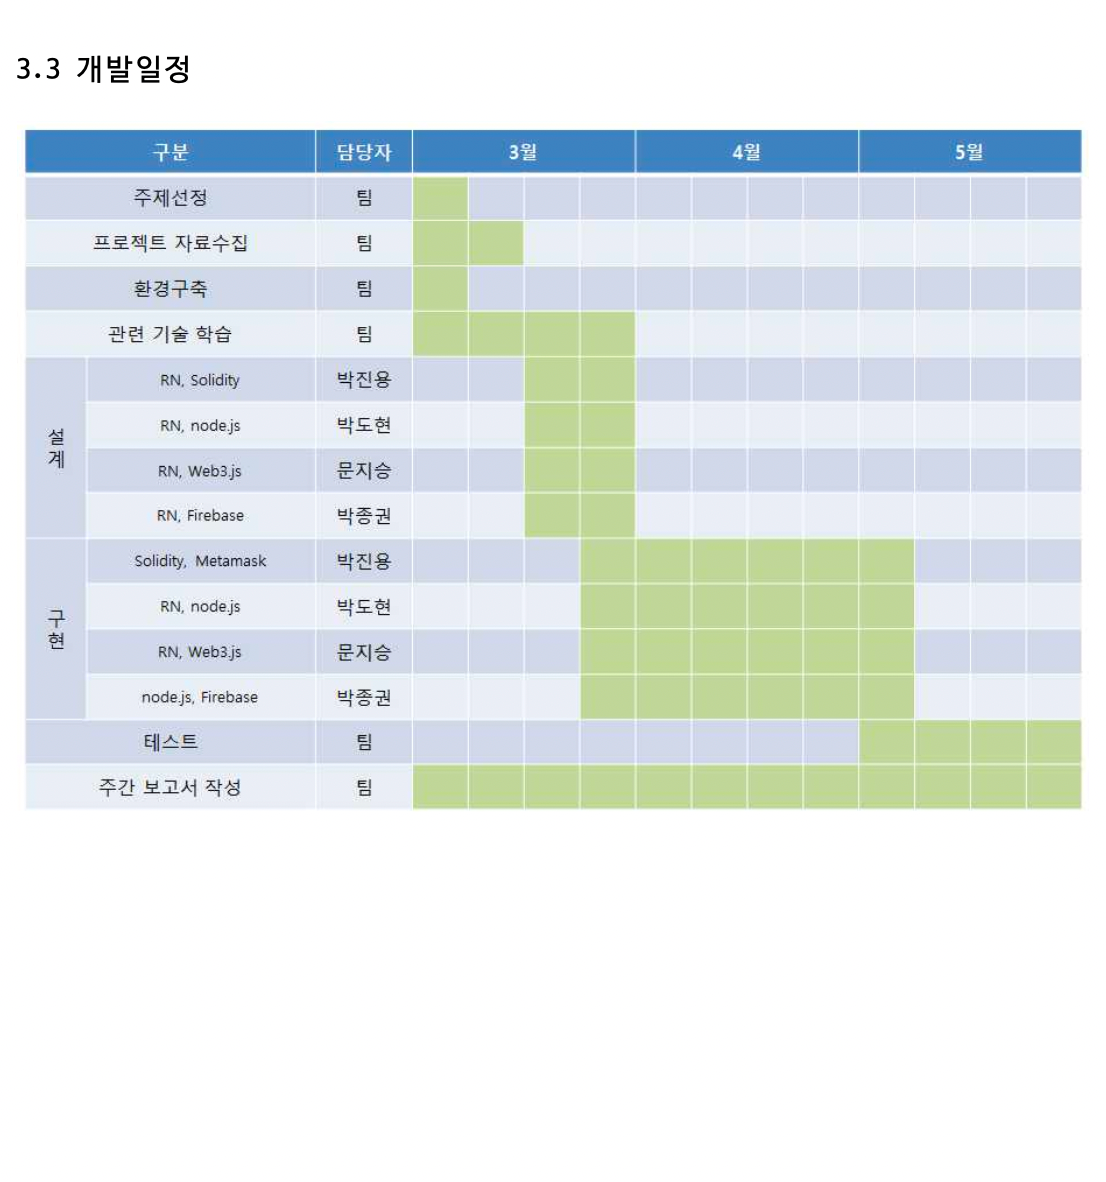 3.3 개발일정
구분 담당자 3월 4월 5월
주제선정 팀
프로젝트 자료수집 팀
환경구축 팀
관련 기술 학습 팀
설계
RN, Solidity 박진용
RN, node.js 박도현
RN, Web3.js 문지승
RN, Firebase 박종권
구현
Solidity, Metamask 박진용
RN, node.js 박도현
RN, Web3.js 문지승
node.js, Firebase 박종권
테스트 팀
주간 보고서 작성 팀